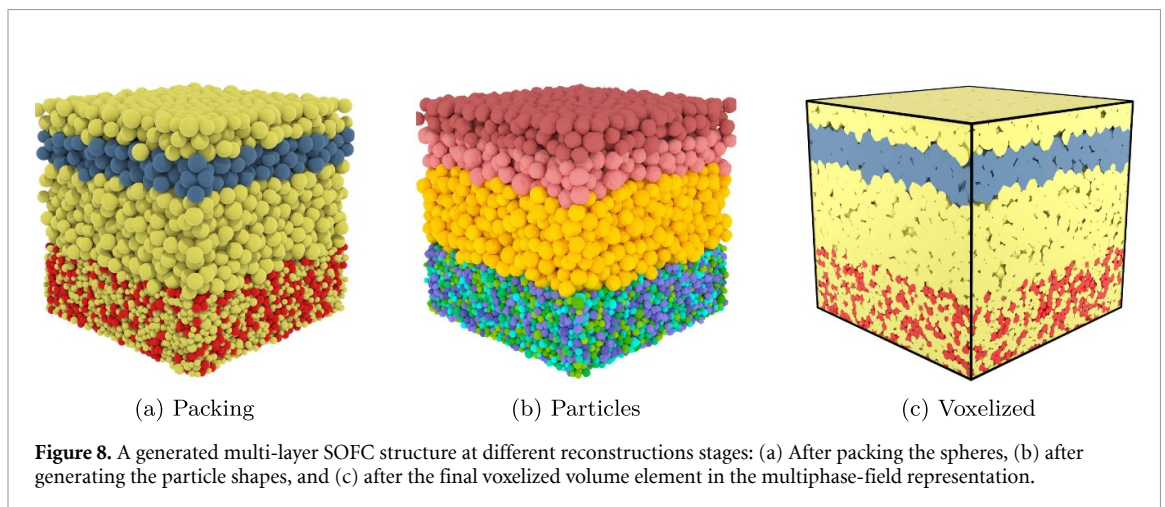 (a) Packing
(b) Particles
(c) Voxelized
Figure 8. A generated multi-layer SOFC structure at different reconstructions stages: (a) After packing the spheres, (b) after
generating the particle shapes, and (c) after the final voxelized volume element in the multiphase-field representation.